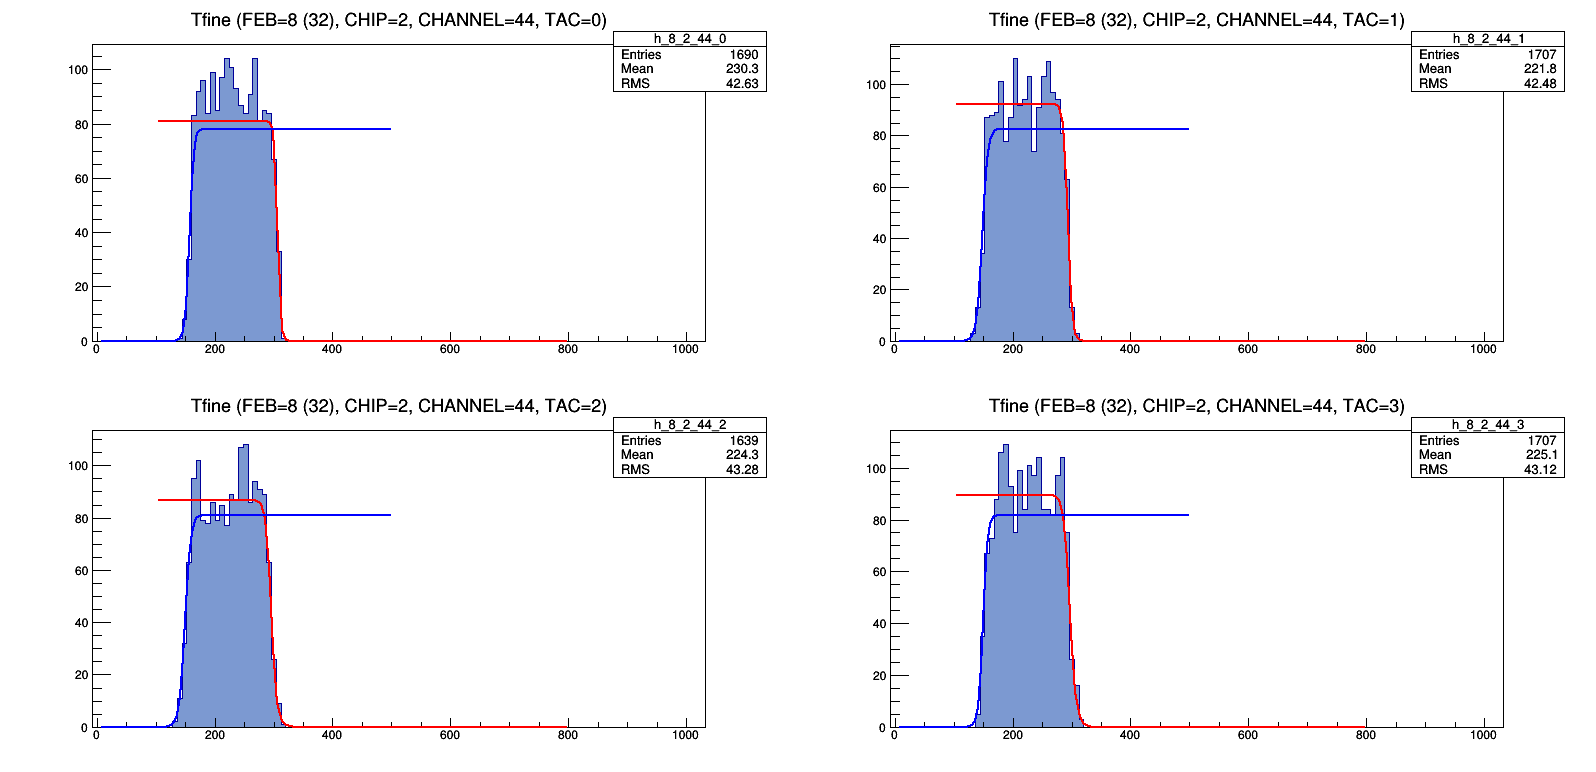 Tfine (FEB=8 (32), CHIP=2, CHANNEL=44, TAC=0)
h_8_2_44_0
Entries 1690
Mean 230.3
RMS 42.63
100
80
60
40
20
0
0 200 400 600 800 1000
Tfine (FEB=8 (32), CHIP=2, CHANNEL=44, TAC=1)
h_8_2_44_1
Entries 1707
Mean 221.8
RMS 42.48
100
80
60
40
20
0
0 200 400 600 800 1000
Tfine (FEB=8 (32), CHIP=2, CHANNEL=44, TAC=2)
h_8_2_44_2
Entries 1639
Mean 224.3
RMS 43.28
100
80
60
40
20
0
0 200 400 600 800 1000
Tfine (FEB=8 (32), CHIP=2, CHANNEL=44, TAC=3)
h_8_2_44_3
Entries 1707
Mean 225.1
RMS 43.12
100
80
60
40
20
0
0 200 400 600 800 1000